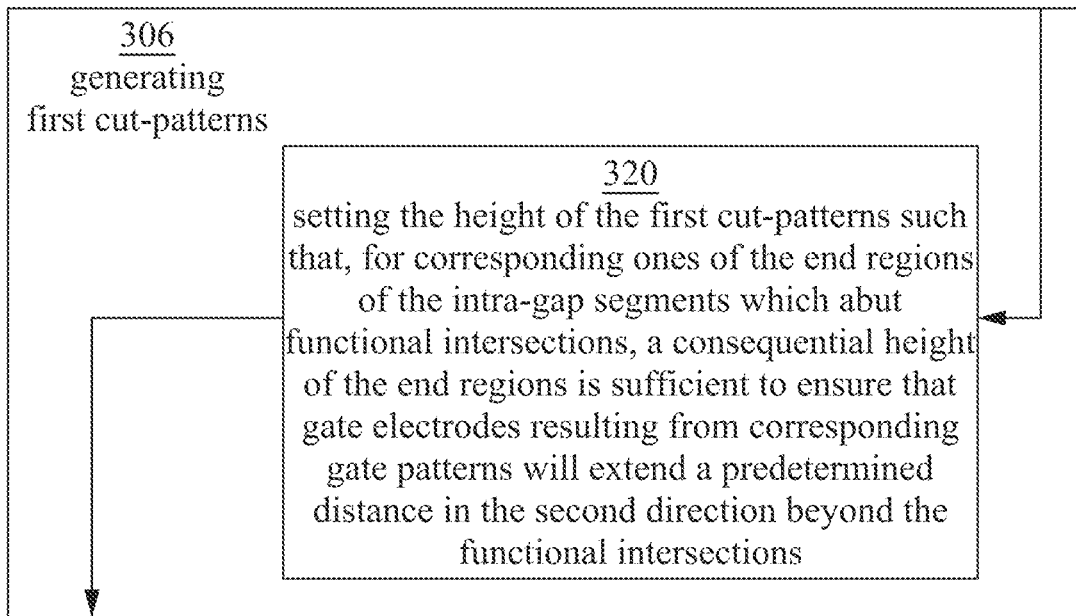 306
generating
first cut-patterns
320
setting the height of the first cut-patterns such
that, for corresponding ones of the end regions
of the intra-gap segments which abut
functional intersections, a consequential height
of the end regions is sufficient to ensure that
gate electrodes resulting from corresponding
gate patterns will extend a predetermined
distance in the second direction beyond the
functional intersections